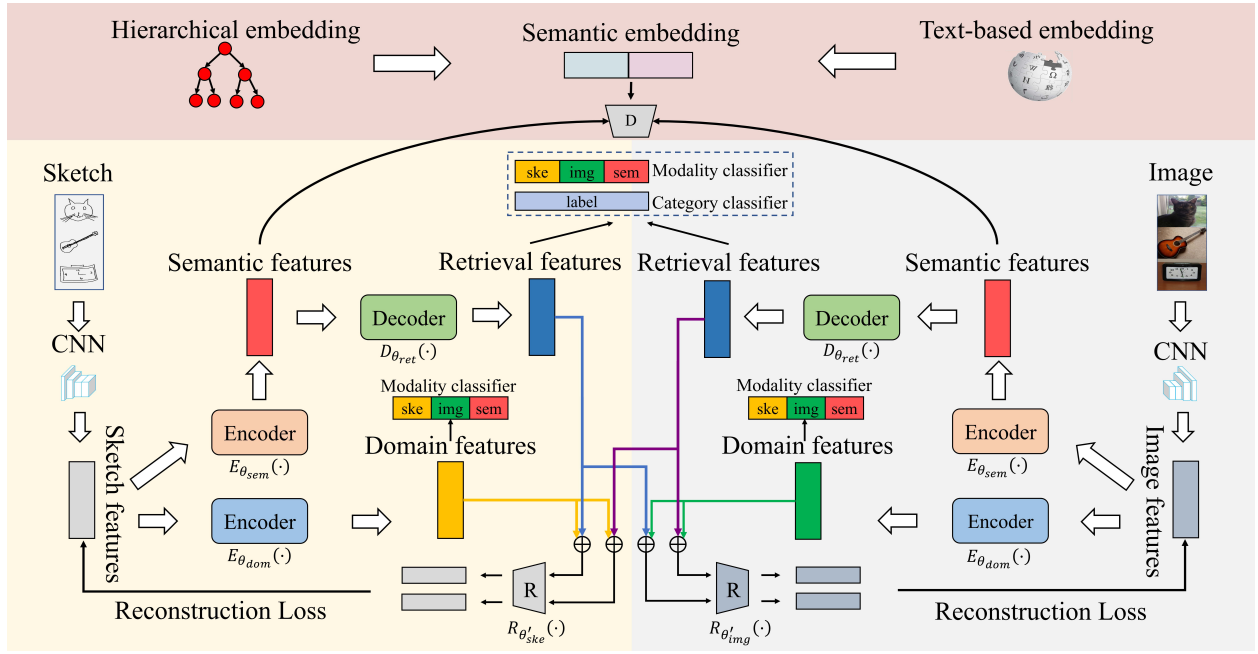 Hierarchical embedding
Semantic embedding
Text-based embedding
D
Sketch
Image
ske img sem Modality classifier
label Category classifier
Semantic features
Retrieval features
Retrieval features
Semantic features
CNN
Decoder
Decoder
CNN
D_{θ_{ret}}(·)
D_{θ_{ret}}(·)
Modality classifier
Modality classifier
ske img sem
ske img sem
Sketch features
Encoder
Domain features
Domain features
Encoder
Image features
E_{θ_{sem}}(·)
E_{θ_{sem}}(·)
Encoder
Encoder
E_{θ_{dom}}(·)
E_{θ_{dom}}(·)
R
R
Reconstruction Loss
Reconstruction Loss
R_{θ'_{ske}}(·)
R_{θ'_{img}}(·)